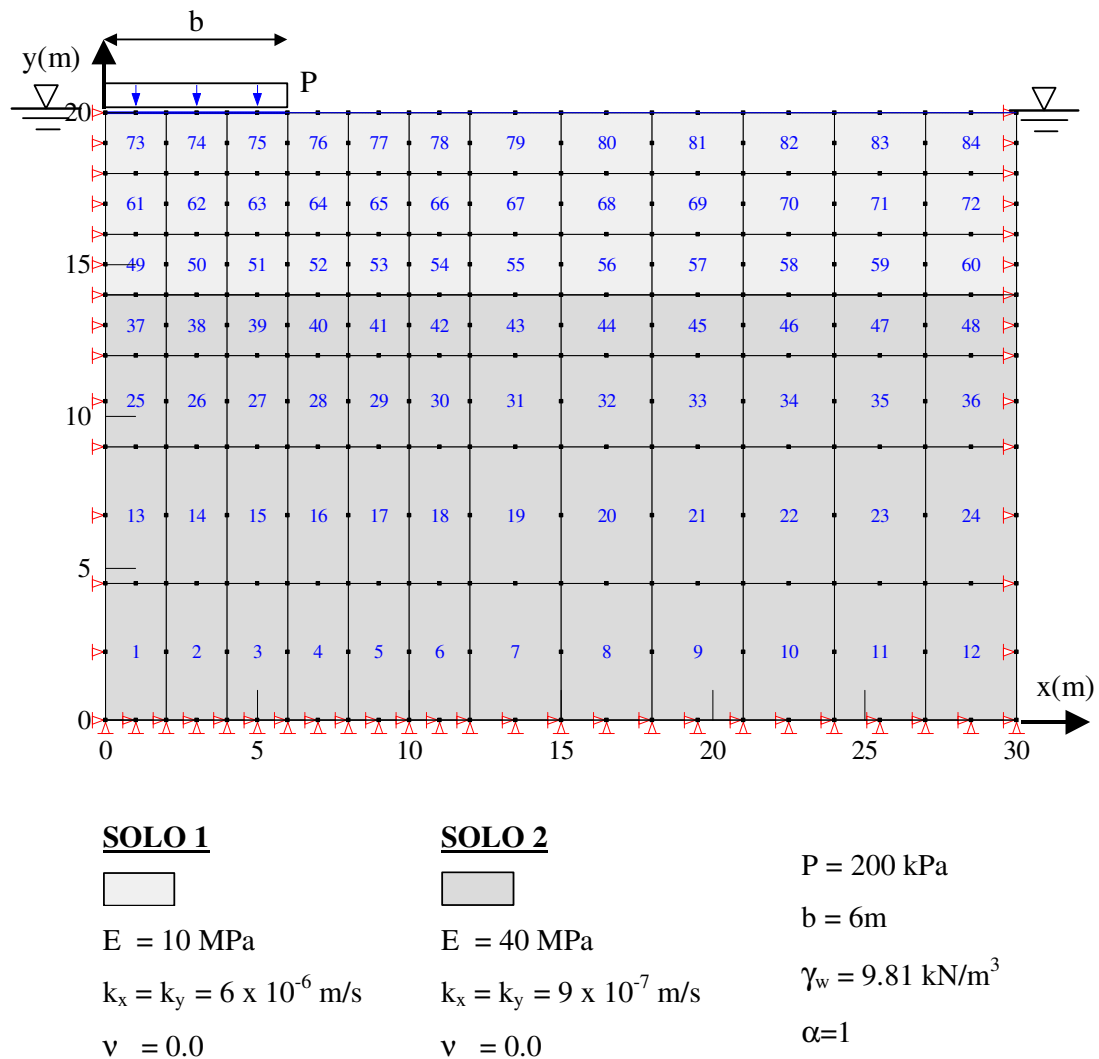 b
y(m)
P
20
73 74 75 76 77 78 79 80 81 82 83 84
61 62 63 64 65 66 67 68 69 70 71 72
15
49 50 51 52 53 54 55 56 57 58 59 60
37 38 39 40 41 42 43 44 45 46 47 48
10
25 26 27 28 29 30 31 32 33 34 35 36
13 14 15 16 17 18 19 20 21 22 23 24
5
1 2 3 4 5 6 7 8 9 10 11 12
x(m)
0
0 5 10 15 20 25 30
SOLO 1
E = 10 MPa
kx = ky = 6 x 10^-6 m/s
ν = 0.0
SOLO 2
E = 40 MPa
kx = ky = 9 x 10^-7 m/s
ν = 0.0
P = 200 kPa
b = 6m
γw = 9.81 kN/m³
α=1